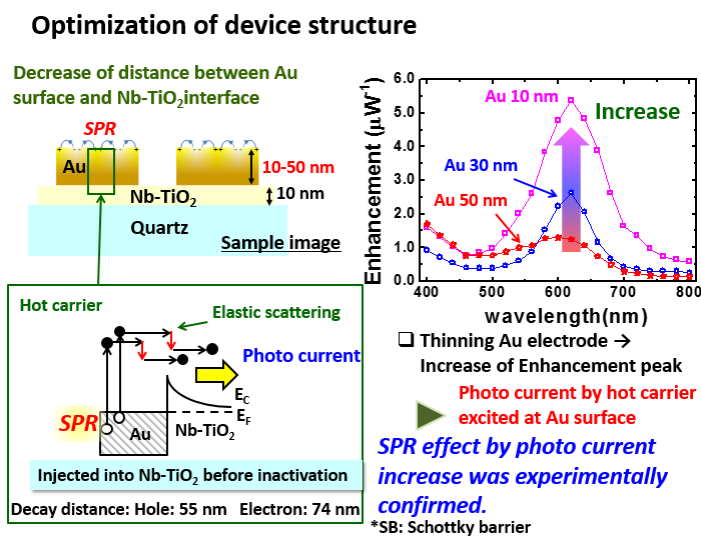 Optimization of device structure
Decrease of distance between Au
surface and Nb-TiO2interface
SPR
Au
10-50 nm
Nb-TiO2
10 nm
Quartz
Sample image
Hot carrier
Elastic scattering
Photo current
EC
EF
SPR
Au
Nb-TiO2
Injected into Nb-TiO2 before inactivation
Decay distance: Hole: 55 nm Electron: 74 nm
Enhancement (μW-1)
6.0
5.0
4.0
3.0
2.0
1.0
0.0
Au 10 nm
Increase
Au 30 nm
Au 50 nm
400
500
600
700
800
wavelength(nm)
❑ Thinning Au electrode →
Increase of Enhancement peak
Photo current by hot carrier
excited at Au surface
SPR effect by photo current
increase was experimentally
confirmed.
*SB: Schottky barrier